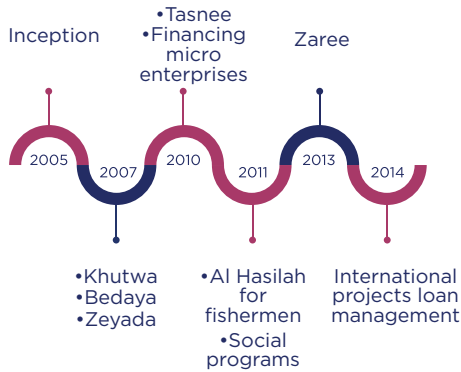 Inception
•Tasnee
•Financing
micro
enterprises
Zaree
2005
2007
2010
2011
2013
2014
•Khutwa
•Bedaya
•Zeyada
•Al Hasilah
for
fishermen
•Social
programs
International
projects loan
management